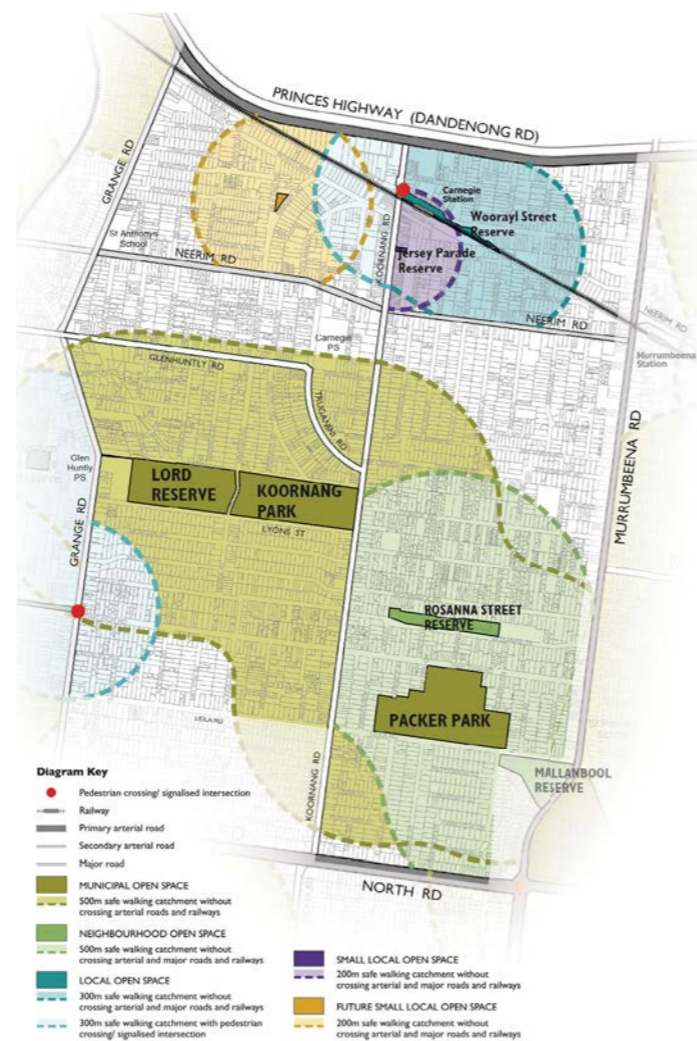 PRINCES HIGHWAY (DANDENONG RD)
GRANGE RD
Carnegie
Station
Woorayl Street
Reserve
St Anthonys
School
KOORNANG RD
Jersey Parade
Reserve
NEERIM RD
NEERIM RD
NEERIM RD
Carnegie
PS
Murrumbeena
Station
GLENHUNTLY RD
TRUGANINI RD
MURRUMBEENA RD
Glen
Huntly
PS
LORD
RESERVE
KOORNANG
PARK
LYONS ST
GRANGE RD
ROSANNA STREET
RESERVE
PACKER PARK
LEILA RD
School
MALLANBOOL
RESERVE
KOORNANG RD
NORTH RD
Diagram Key
Pedestrian crossing/ signalised intersection
Railway
Primary arterial road
Secondary arterial road
Major road
MUNICIPAL OPEN SPACE
500m safe walking catchment without
crossing arterial roads and railways
NEIGHBOURHOOD OPEN SPACE
500m safe walking catchment without
crossing arterial and major roads and railways
LOCAL OPEN SPACE
300m safe walking catchment without
crossing arterial and major roads and railways
300m safe walking catchment with pedestrian
crossing/ signalised intersection
SMALL LOCAL OPEN SPACE
200m safe walking catchment without
crossing arterial and major roads and railways
FUTURE SMALL LOCAL OPEN SPACE
200m safe walking catchment without
crossing arterial and major roads and railways